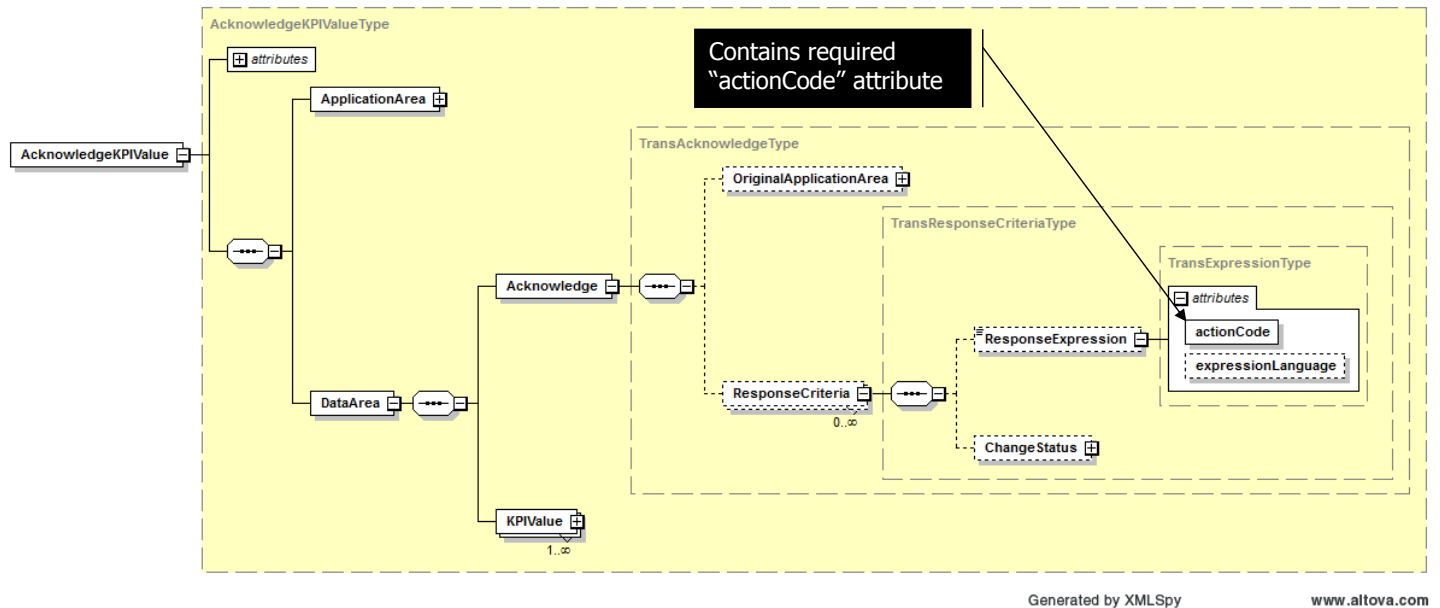 AcknowledgeKPIValueType
attributes
Contains required
“actionCode” attribute
ApplicationArea
AcknowledgeKPIValue
TransAcknowledgeType
OriginalApplicationArea
TransResponseCriteriaType
TransExpressionType
Acknowledge
attributes
actionCode
ResponseExpression
expressionLanguage
DataArea
ResponseCriteria
0..∞
ChangeStatus
KPIValue
1..∞
Generated by XMLSpy www.altova.com